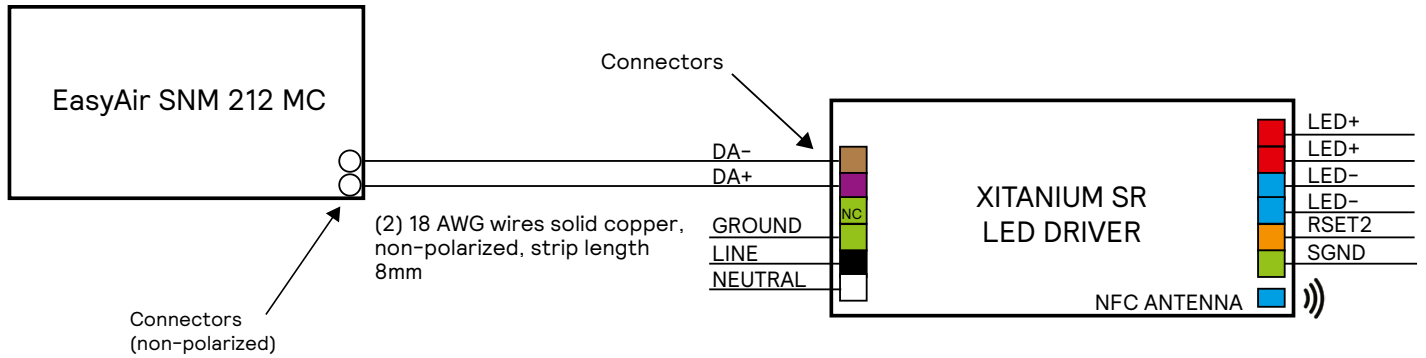 EasyAir SNM 212 MC
Connectors
DA-
DA+
(2) 18 AWG wires solid copper,
non-polarized, strip length
8mm
Connectors
(non-polarized)
NC
GROUND
LINE
NEUTRAL
XITANIUM SR
LED DRIVER
NFC ANTENNA
LED+
LED+
LED-
LED-
RSET2
SGND